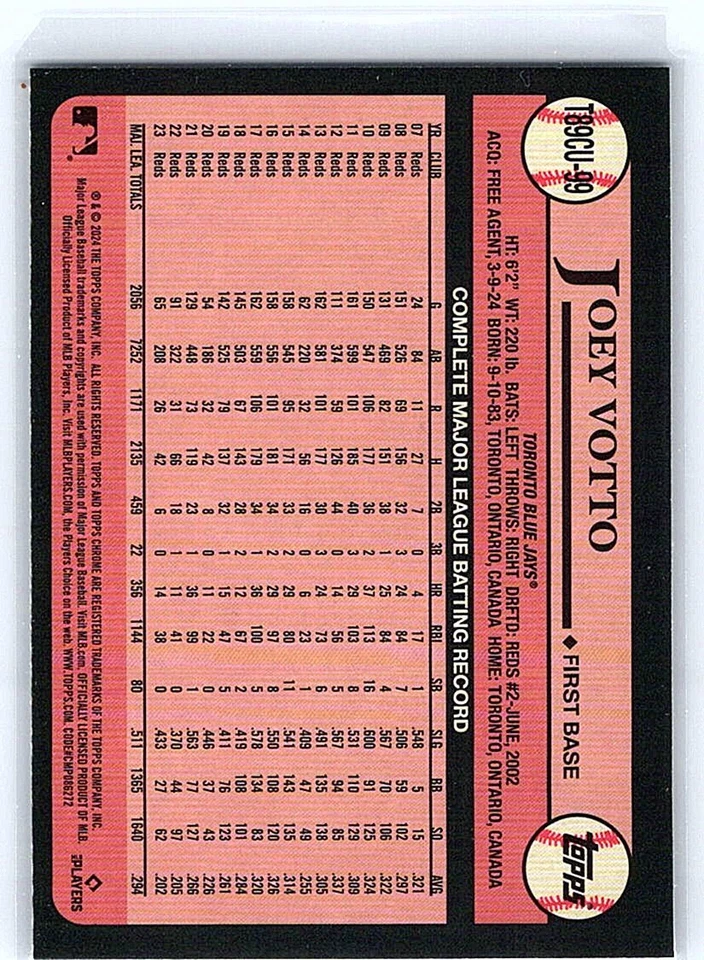 T89CU-99
JOEY VOTTO
◆ FIRST BASE
topps®
TORONTO BLUE JAYS®
HT: 6'2" WT: 220 lb. BATS: LEFT THROWS: RIGHT DRFTD: REDS #2-JUNE, 2002
ACQ: FREE AGENT, 3-9-24 BORN: 9-10-83, TORONTO, ONTARIO, CANADA HOME: TORONTO, ONTARIO, CANADA
COMPLETE MAJOR LEAGUE BATTING RECORD
YR CLUB G AB R H 2B 3B HR RBI SB SLG BB SO AVG
07 Reds 24 84 11 27 7 0 4 17 1 .548 5 15 .321
08 Reds 151 526 69 156 32 3 24 84 7 .506 59 102 .297
09 Reds 131 469 82 151 38 1 25 84 4 .567 70 106 .322
10 Reds 150 547 106 177 36 2 37 113 16 .600 91 125 .324
11 Reds 161 599 101 185 40 3 29 103 8 .531 110 129 .309
12 Reds 111 374 59 126 44 0 14 56 5 .567 94 85 .337
13 Reds 162 581 101 177 30 3 24 73 6 .491 135 138 .305
14 Reds 62 220 32 56 16 0 6 23 1 .409 47 49 .255
15 Reds 158 545 95 171 33 2 29 80 11 .541 143 135 .314
16 Reds 158 556 101 181 34 2 29 97 8 .550 108 120 .326
17 Reds 162 559 106 179 34 1 36 100 5 .578 134 83 .320
18 Reds 145 503 67 143 28 2 12 67 2 .419 108 101 .284
19 Reds 142 525 79 137 32 1 15 47 5 .411 76 123 .261
20 Reds 54 186 32 42 8 0 11 22 0 .446 37 43 .226
21 Reds 129 448 73 119 23 1 36 99 1 .563 77 127 .266
22 Reds 91 322 31 66 18 1 11 41 0 .370 44 97 .205
23 Reds 65 208 26 42 6 0 14 38 0 .433 27 62 .202
MAJ. LEA. TOTALS 2056 7252 1171 2135 459 22 356 1144 80 .511 1365 1640 .294
® & © 2024 THE TOPPS COMPANY, INC. ALL RIGHTS RESERVED. TOPPS AND TOPPS CHROME ARE REGISTERED TRADEMARKS OF THE TOPPS COMPANY, INC.
Major League Baseball trademarks and copyrights are used with permission of Major League Baseball. Visit MLB.com. OFFICIALLY LICENSED PRODUCT OF MLB
Officially Licensed Product of MLB Players, Inc. Visit MLBPLAYERS.COM, the Players Choice on the web. WWW.TOPPS.COM. CODE#CMP086272
PLAYERS